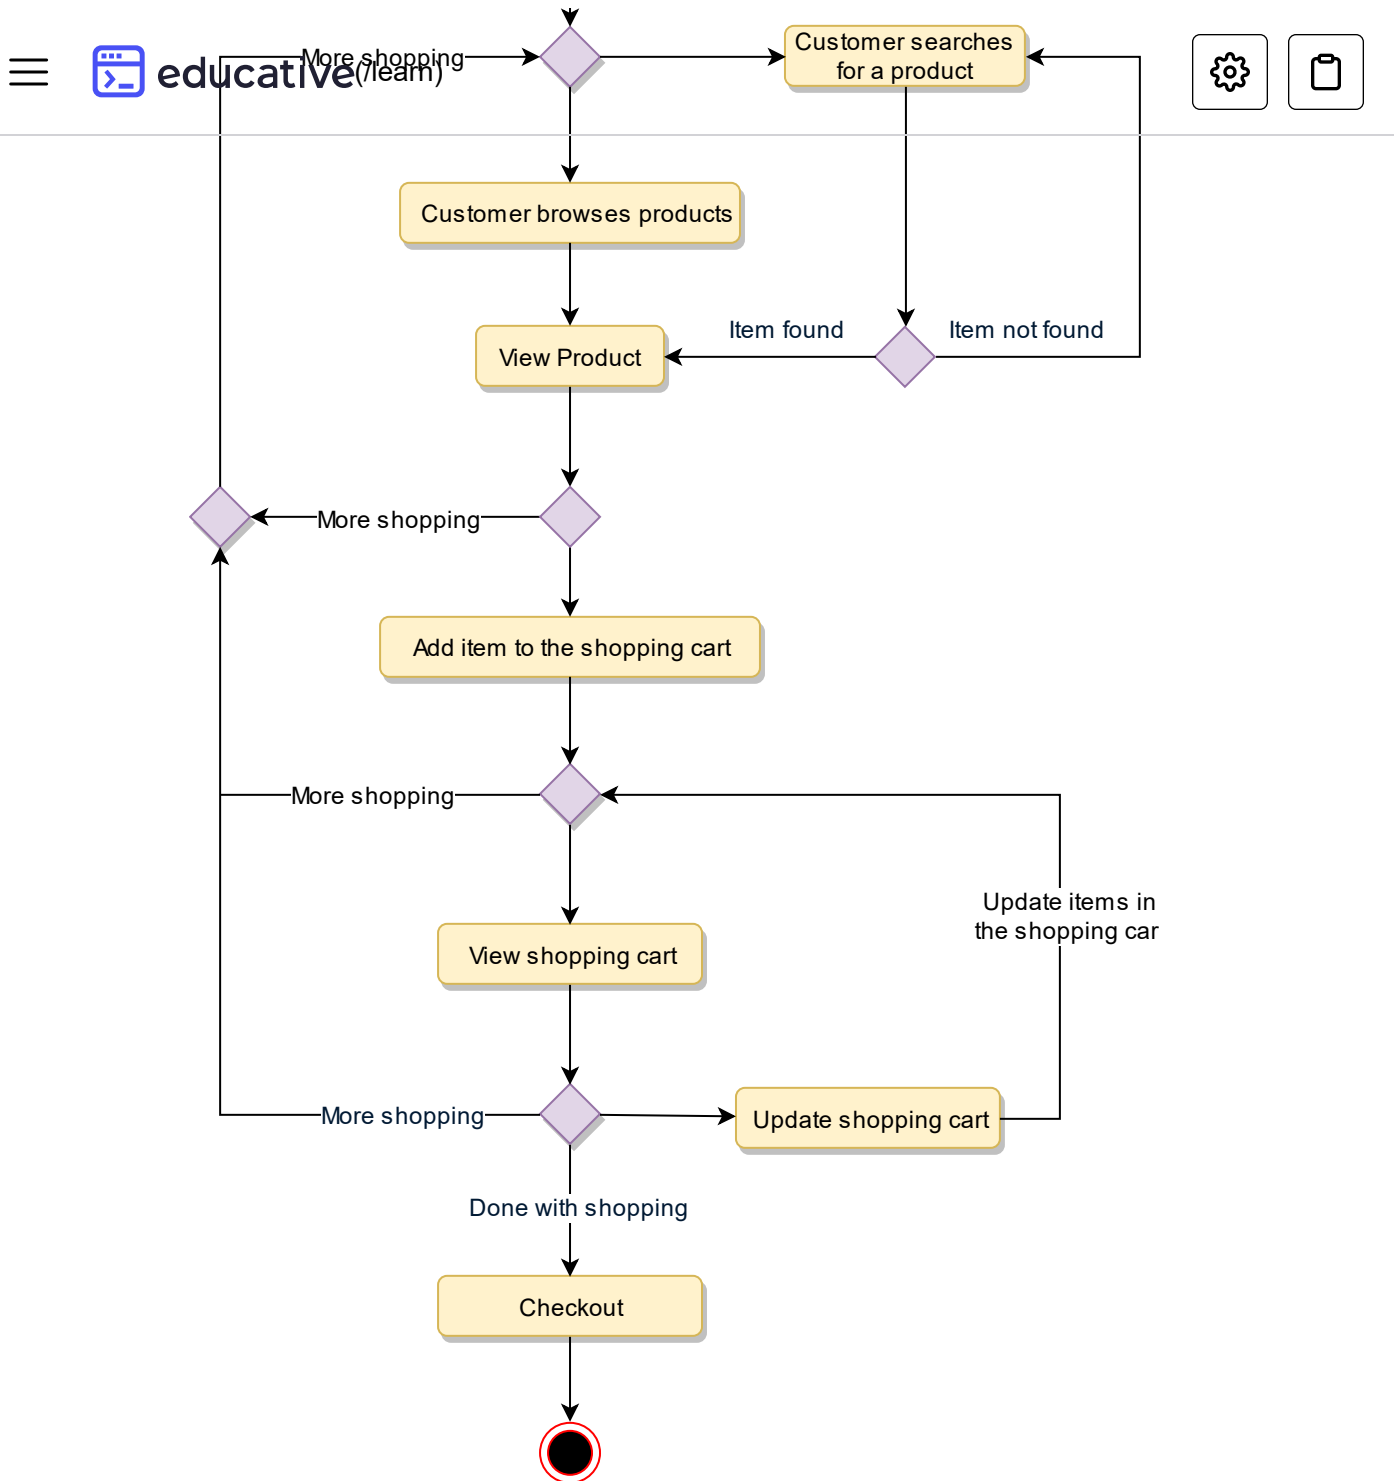 More shopping
educative(/learn)
Customer searches
for a product
Customer browses products
Item found
Item not found
View Product
More shopping
Add item to the shopping cart
More shopping
Update items in
the shopping car
View shopping cart
More shopping
Update shopping cart
Done with shopping
Checkout